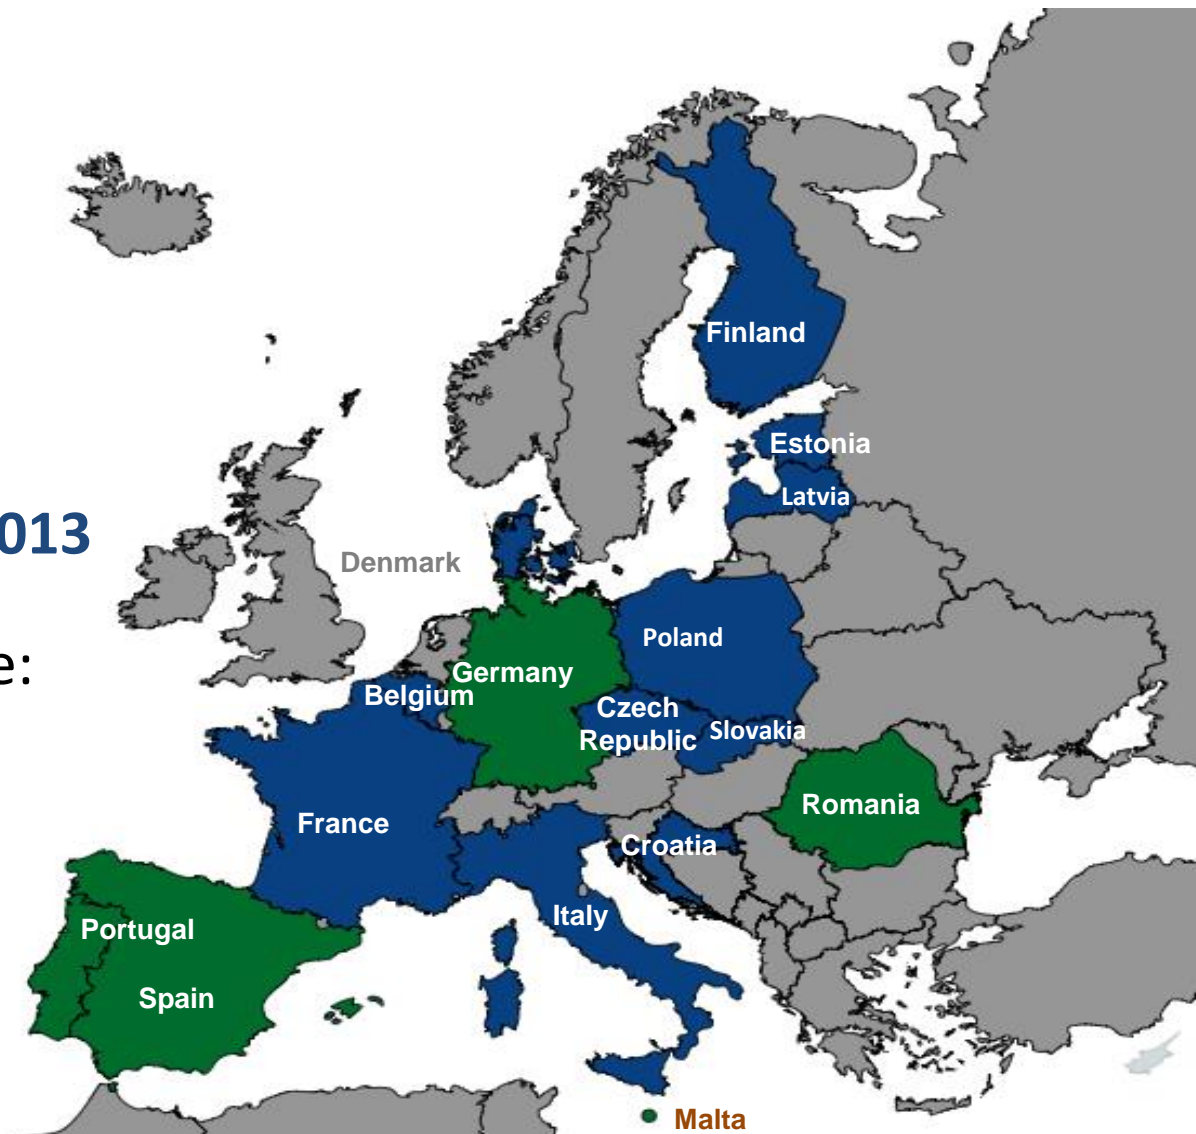 Finland
Estonia
Latvia
013
Denmark
Poland
e:
Germany
Belgium
Czech
Republic
Slovakia
Romania
France
Croatia
Italy
Portugal
Spain
Malta